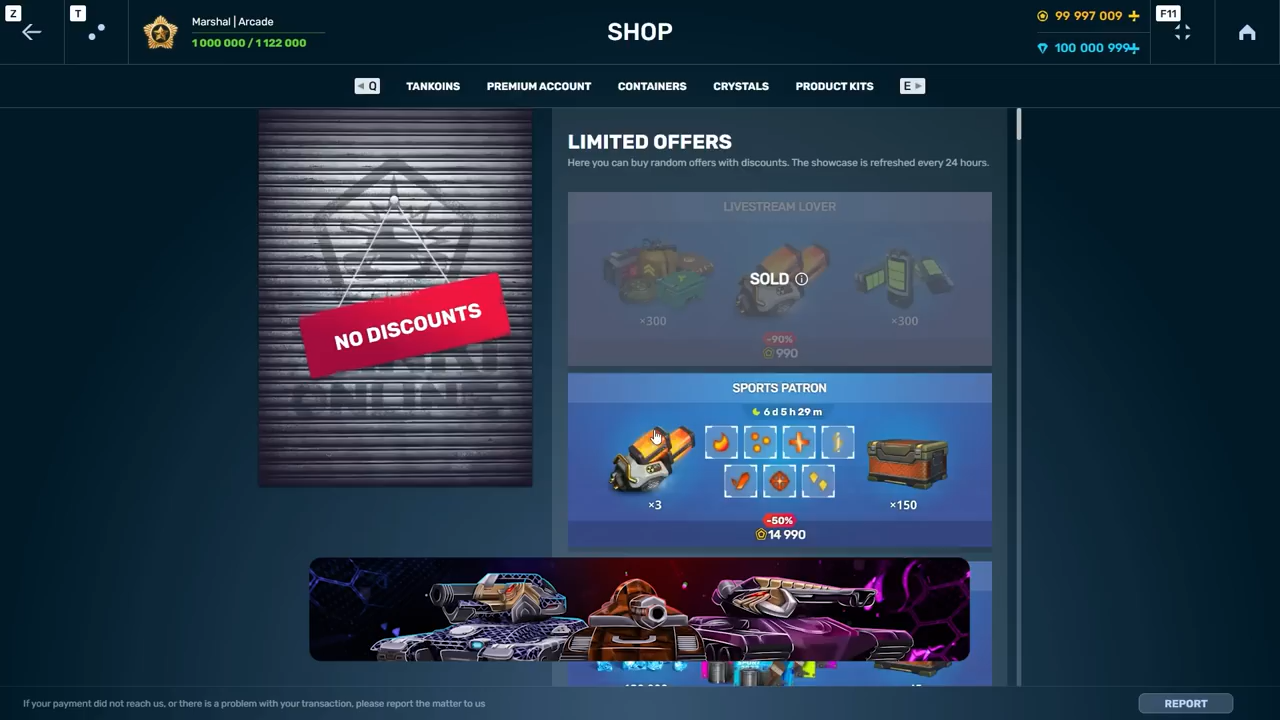 Z
T
Marshal | Arcade
1 000 000 / 1 122 000
SHOP
99 997 009
100 000 999
F11
Q
TANKOINS
PREMIUM ACCOUNT
CONTAINERS
CRYSTALS
PRODUCT KITS
E
NO DISCOUNTS
ONLINE
LIMITED OFFERS
Here you can buy random offers with discounts. The showcase is refreshed every 24 hours.
LIVESTREAM LOVER
SOLD
×300
×300
-90%
990
SPORTS PATRON
6 d 5 h 29 m
×3
×150
-50%
14 990
If your payment did not reach us, or there is a problem with your transaction, please report the matter to us
REPORT